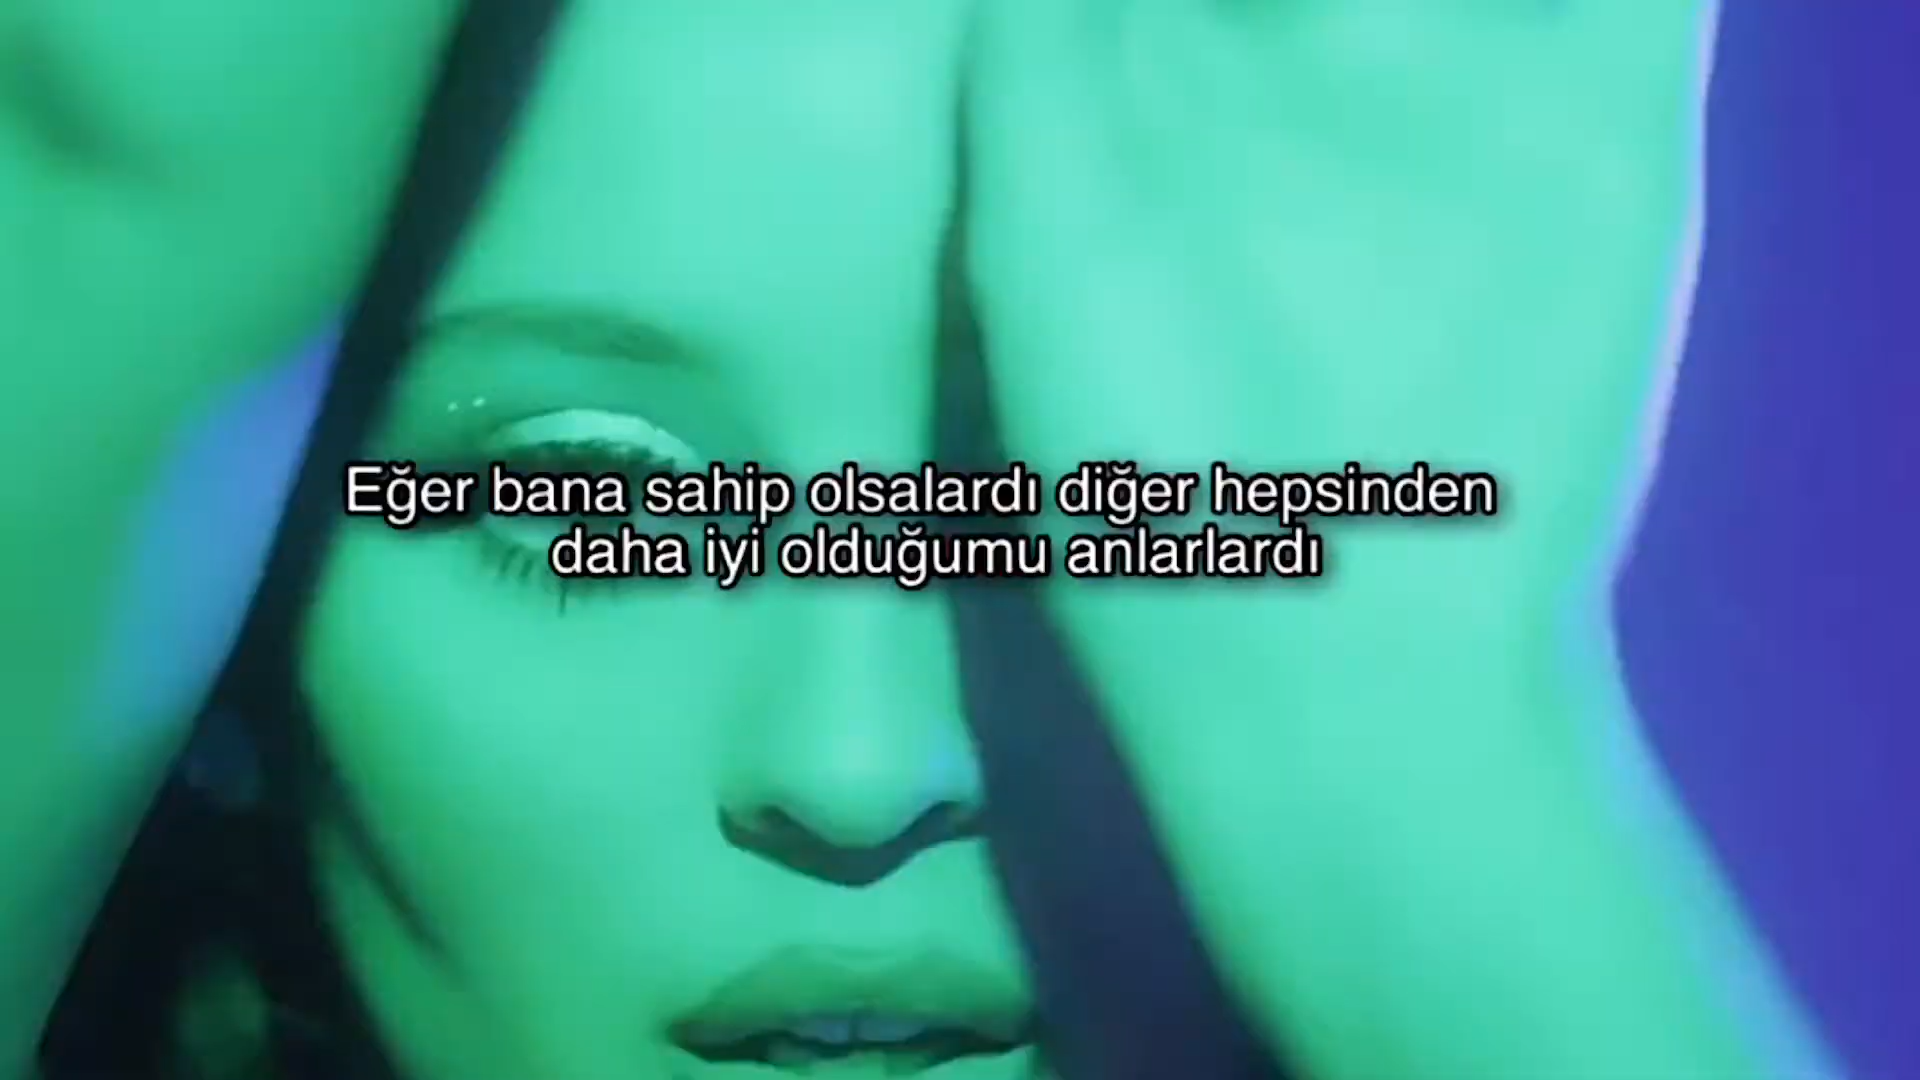 Eğer bana sahip olsalardı diğer hepsinden
daha iyi olduğumu anlarlardı